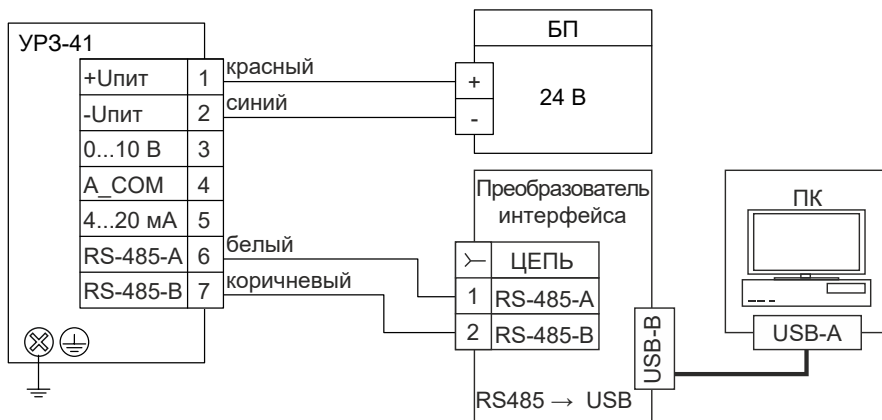 УРЗ-41
+Uпит 1 красный
-Uпит 2 синий
0...10 В 3
A_COM 4
4...20 мА 5
RS-485-A 6 белый
RS-485-B 7 коричневый
БП
+
-
24 В
Преобразователь
интерфейса
ЦЕПЬ
1 RS-485-A
2 RS-485-B
USB-B
RS485 → USB
ПК
USB-A